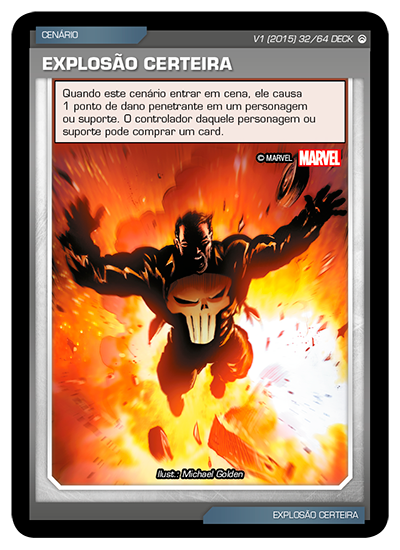 CENÁRIO
V1 (2015) 32/64 DECK
EXPLOSÃO CERTEIRA
Quando este cenário entrar em cena, ele causa
1 ponto de dano penetrante em um personagem
ou suporte. O controlador daquele personagem ou
suporte pode comprar um card.
© MARVEL MARVEL
Ilust.: Michael Golden
EXPLOSÃO CERTEIRA